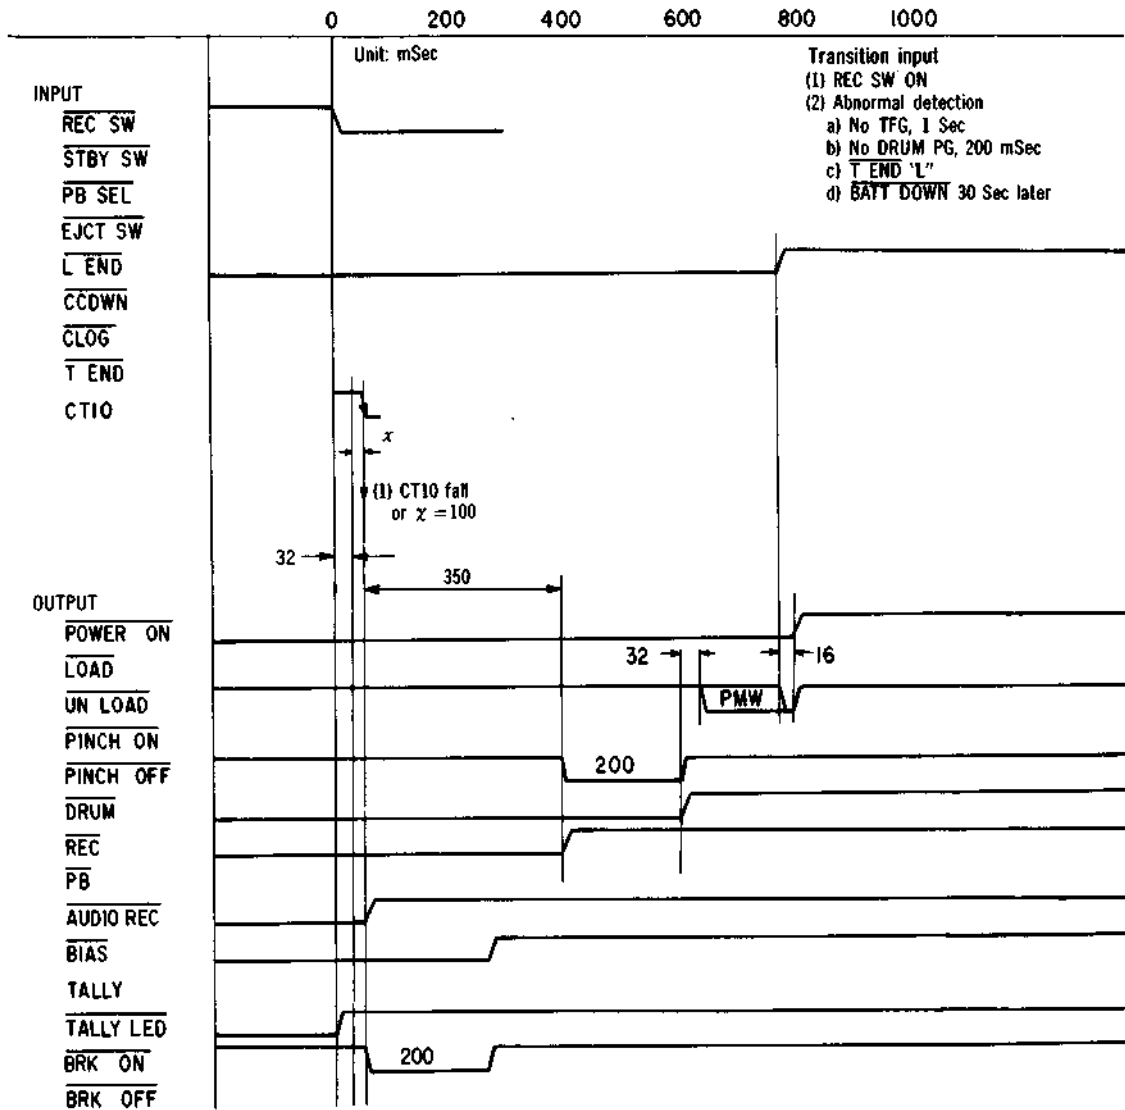 0 200 400 600 800 1000
Unit: mSec
Transition input
(1) REC SW ON
(2) Abnormal detection
a) No TFG, 1 Sec
b) No DRUM PG, 200 mSec
c) T END "L"
d) BATT DOWN 30 Sec later
INPUT
REC SW
STBY SW
PB SEL
EJCT SW
L END
CCDWN
CLOG
T END
CT10
x
(1) CT10 fall
or χ = 100
32
350
OUTPUT
POWER ON
32
16
LOAD
UN LOAD
PMW
PINCH ON
PINCH OFF
200
DRUM
REC
PB
AUDIO REC
BIAS
TALLY
TALLY LED
BRK ON
200
BRK OFF